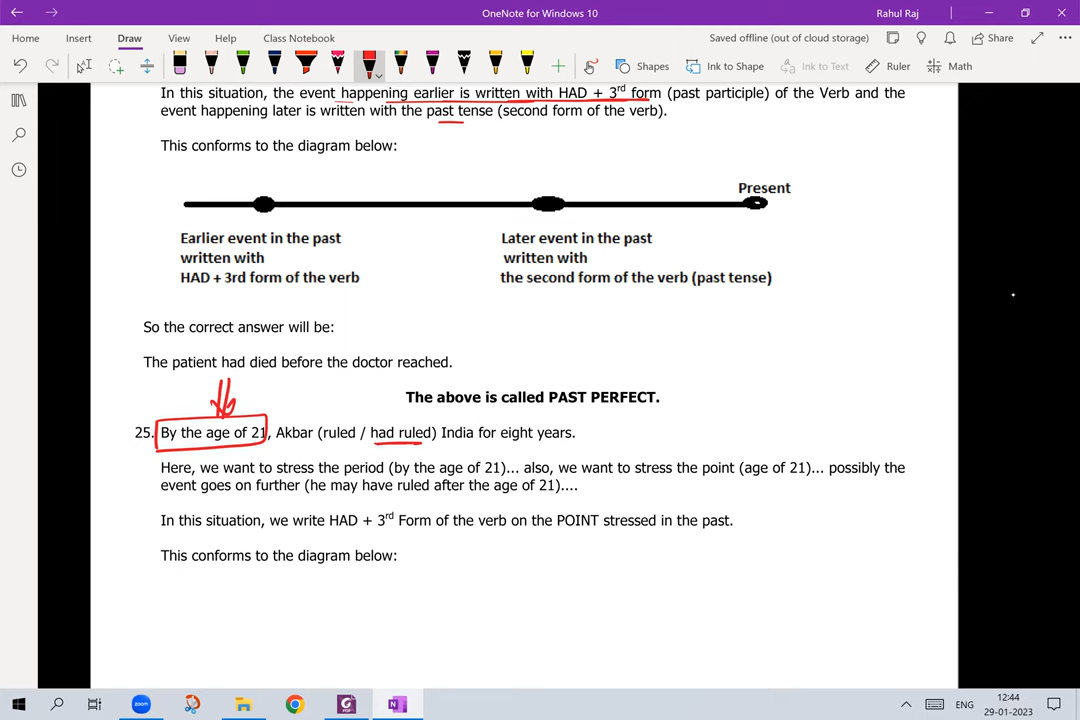 OneNote for Windows 10
Rahul Raj
Home Insert Draw View Help Class Notebook
Saved offline (out of cloud storage) Share
Shapes Ink to Shape Ink to Text Ruler Math
In this situation, the event happening earlier is written with HAD + 3rd form (past participle) of the Verb and the
event happening later is written with the past tense (second form of the verb).
This conforms to the diagram below:
Present
Earlier event in the past
written with
HAD + 3rd form of the verb
Later event in the past
written with
the second form of the verb (past tense)
So the correct answer will be:
The patient had died before the doctor reached.
The above is called PAST PERFECT.
25. By the age of 21, Akbar (ruled / had ruled) India for eight years.
Here, we want to stress the period (by the age of 21)... also, we want to stress the point (age of 21)... possibly the
event goes on further (he may have ruled after the age of 21)....
In this situation, we write HAD + 3rd Form of the verb on the POINT stressed in the past.
This conforms to the diagram below:
zoom
PDF
N
ENG
12:44
29-01-2023